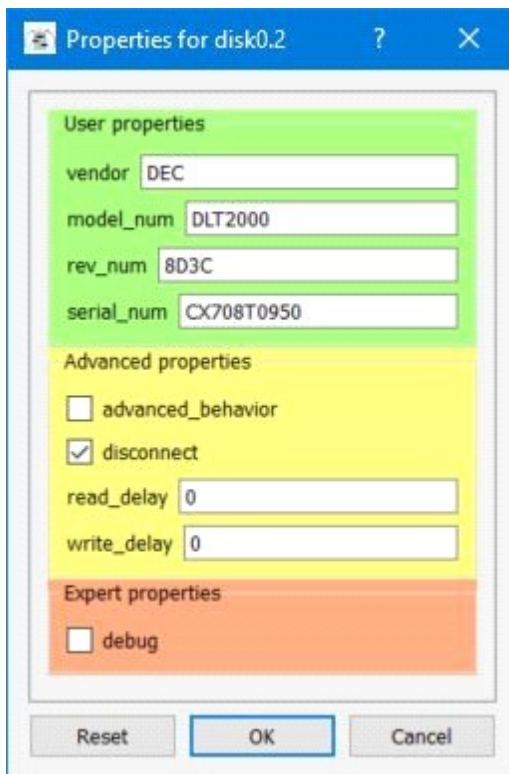 Properties for disk0.2 ?
User properties
vendor DEC
model_num DLT2000
rev_num 8D3C
serial_num CX708T0950
Advanced properties
advanced_behavior
disconnect
read_delay 0
write_delay 0
Expert properties
debug
Reset OK Cancel